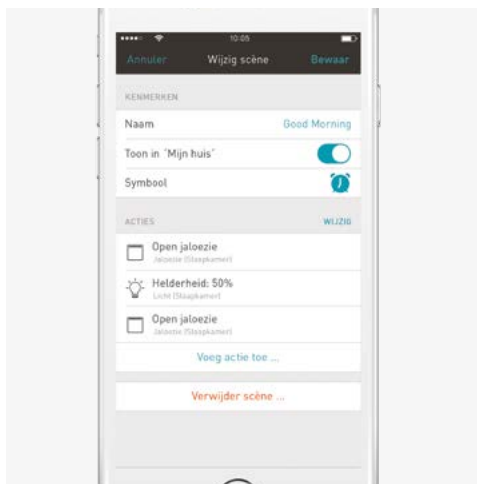 10:05
Annuler Wijzig scène Bewaar
KENMERKEN
Naam Good Morning
Toon in "Mijn huis"
Symbool
ACTIES WIJZIG
Open jaloezie
Jaloezie (Slaapkamer)
Helderheid: 50%
Licht (Slaapkamer)
Open jaloezie
Jaloezie (Slaapkamer)
Voeg actie toe ...
Verwijder scène ...